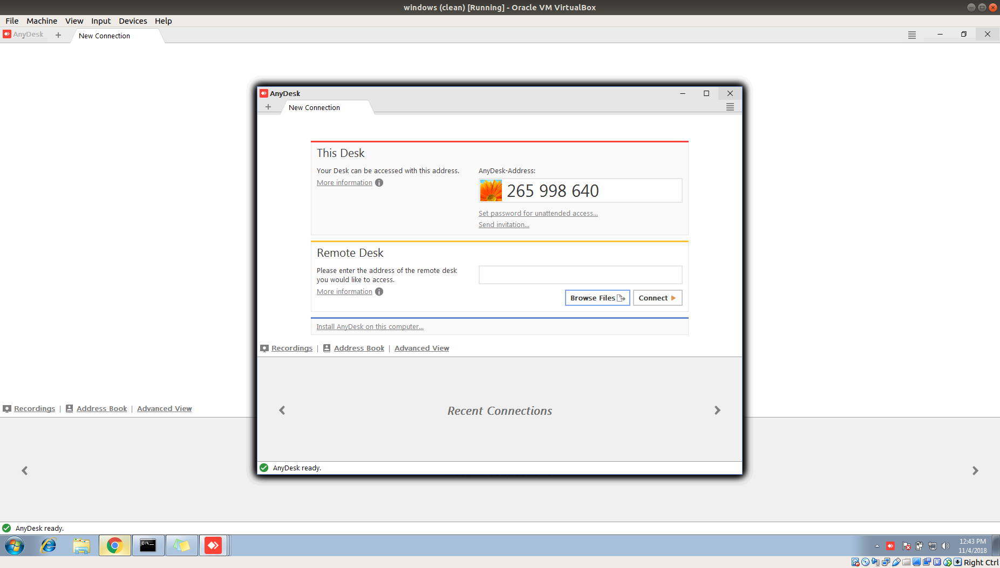 windows (clean) [Running] - Oracle VM VirtualBox
File Machine View Input Devices Help
AnyDesk + New Connection
AnyDesk
+ New Connection
This Desk
Your Desk can be accessed with this address.
More information
AnyDesk-Address:
265 998 640
Set password for unattended access...
Send invitation...
Remote Desk
Please enter the address of the remote desk
you would like to access.
More information
Browse Files
Connect
Install AnyDesk on this computer...
Recordings | Address Book | Advanced View
Recent Connections
AnyDesk ready.
Recordings | Address Book | Advanced View
AnyDesk ready.
C:\_
12:43 PM
11/4/2018
Right Ctrl